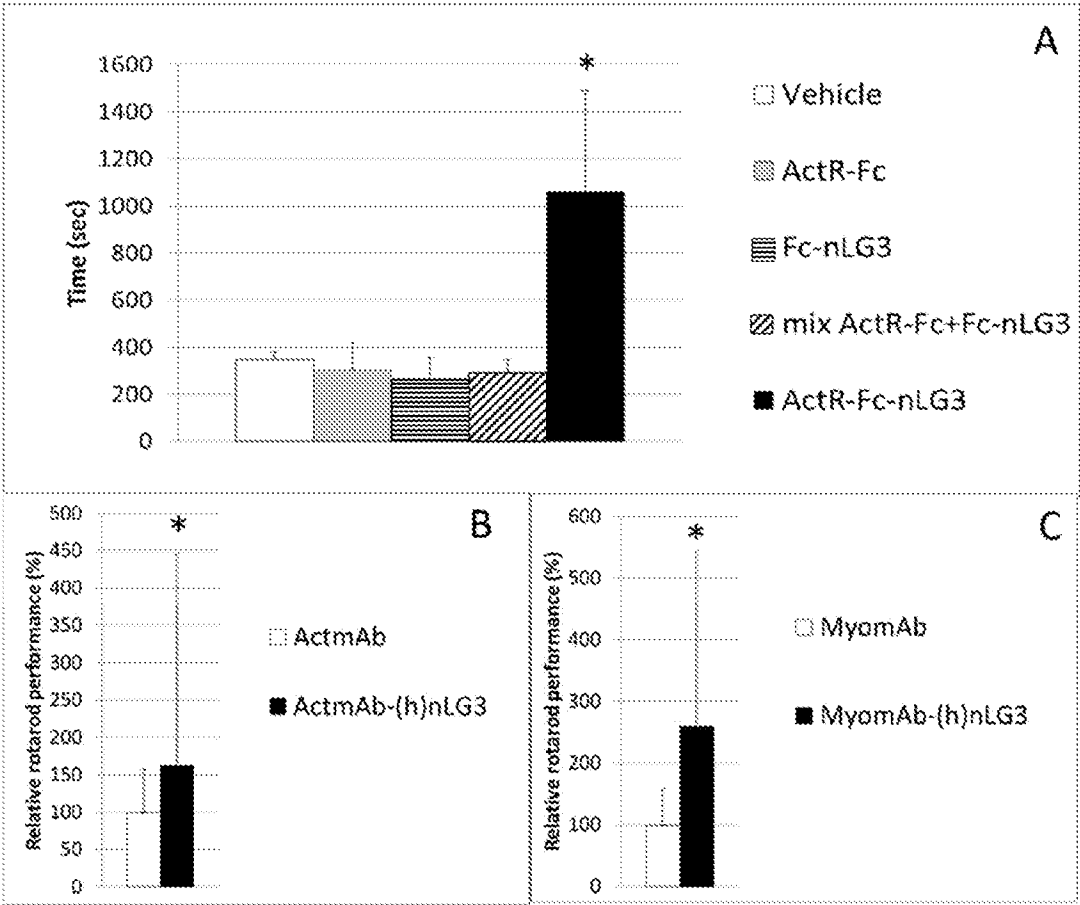 A
1600
1400
1200
1000
800
600
400
200
0
Time (sec)
*
Vehicle
ActR-Fc
Fc-nLG3
mix ActR-Fc+Fc-nLG3
ActR-Fc-nLG3
B
500
450
400
350
300
250
200
150
100
50
0
Relative rotarod performance (%)
*
ActmAb
ActmAb-(h)nLG3
C
600
500
400
300
200
100
0
Relative rotarod performance (%)
*
MyomAb
MyomAb-(h)nLG3